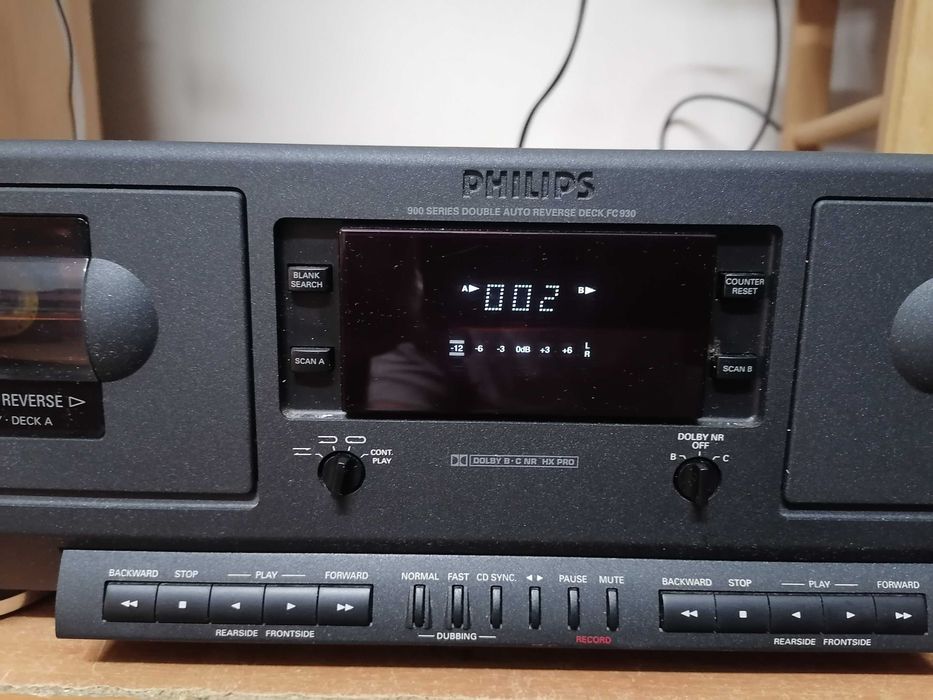 PHILIPS
900 SERIES DOUBLE AUTO REVERSE DECK FC930
BLANK
SEARCH
A
002
B
COUNTER
RESET
SCAN A
-12 -6 -3 0dB +3 +6 L
R
SCAN B
REVERSE
DECK A
CONT.
PLAY
DOLBY B·C NR HX PRO
DOLBY NR
OFF
B C
BACKWARD STOP PLAY FORWARD
NORMAL FAST CD SYNC. PAUSE MUTE
BACKWARD STOP PLAY FORWARD
REARSIDE FRONTSIDE
DUBBING
RECORD
REARSIDE FRONTSIDE